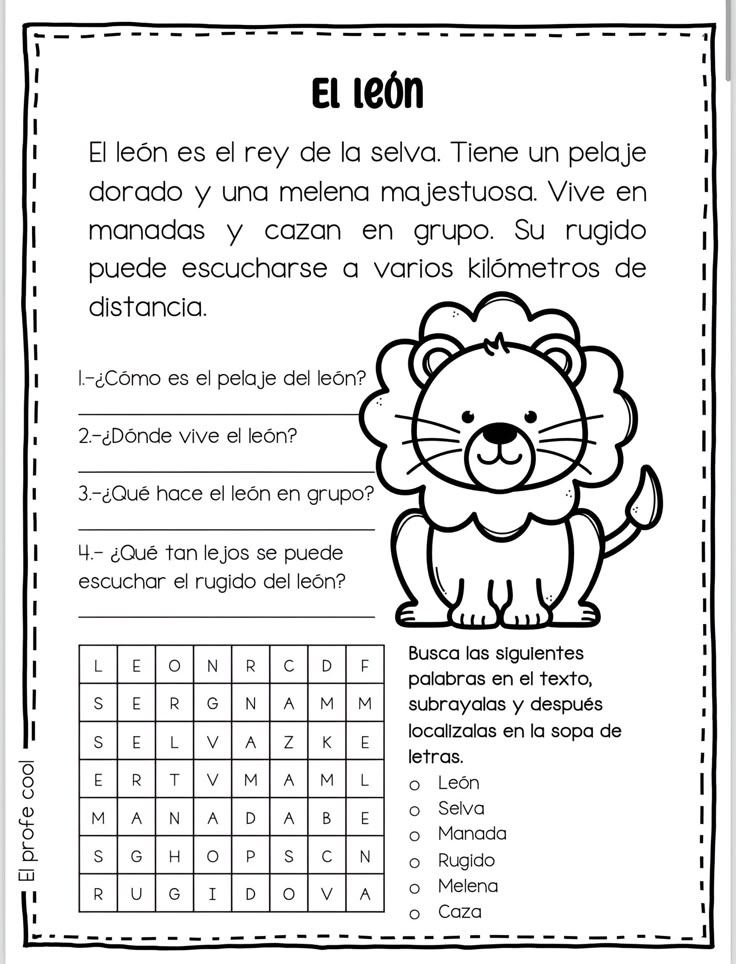 El león
El león es el rey de la selva. Tiene un pelaje
dorado y una melena majestuosa. Vive en
manadas y cazan en grupo. Su rugido
puede escucharse a varios kilómetros de
distancia.
1.-¿Cómo es el pelaje del león?
2.-¿Dónde vive el león?
3.-¿Qué hace el león en grupo?
4.- ¿Qué tan lejos se puede
escuchar el rugido del león?
L E O N R C D F
S E R G N A M M
S E L V A Z K E
E R T V M A M L
M A N A D A B E
S G H O P S C N
R U G I D O V A
Busca las siguientes
palabras en el texto,
subrayalas y después
localizalas en la sopa de
letras.
León
Selva
Manada
Rugido
Melena
Caza
El profe cool